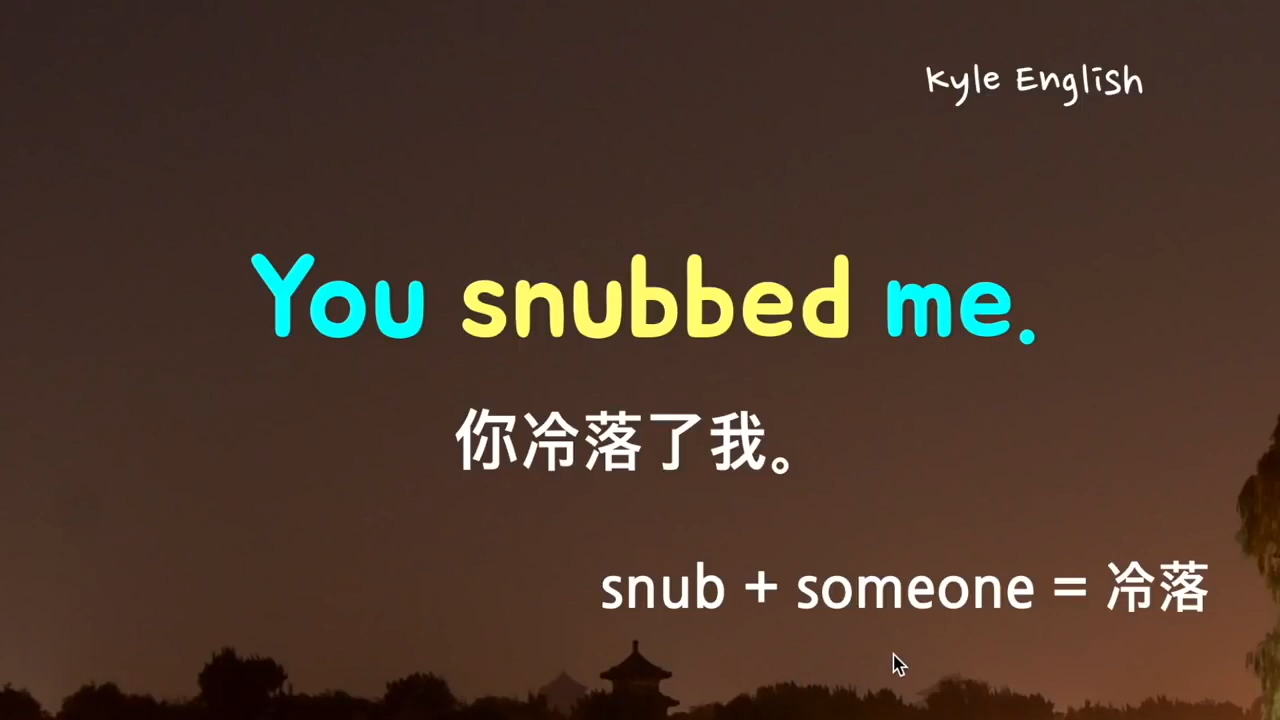 Kyle English
You snubbed me.
你冷落了我。
snub + someone = 冷落